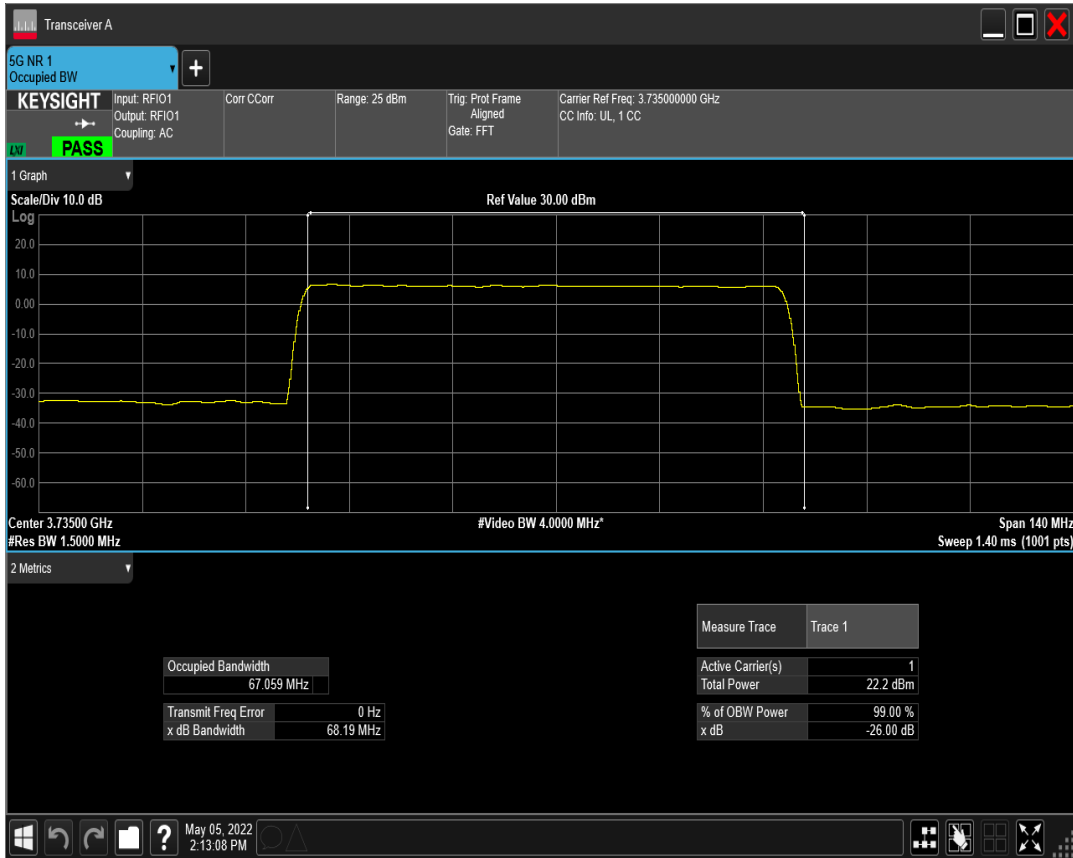 Transceiver A
5G NR 1
Occupied BW
KEYSIGHT
LXI
PASS
Input: RFIO1
Output: RFIO1
Coupling: AC
Corr CCorr
Range: 25 dBm
Trig: Prot Frame
Aligned
Gate: FFT
Carrier Ref Freq: 3.735000000 GHz
CC Info: UL, 1 CC
1 Graph
Scale/Div 10.0 dB
Ref Value 30.00 dBm
Log
20.0
10.0
0.00
-10.0
-20.0
-30.0
-40.0
-50.0
-60.0
Center 3.73500 GHz
#Video BW 4.0000 MHz*
Span 140 MHz
#Res BW 1.5000 MHz
Sweep 1.40 ms (1001 pts)
2 Metrics
Measure Trace Trace 1
Occupied Bandwidth
67.059 MHz
Active Carrier(s) 1
Total Power 22.2 dBm
Transmit Freq Error 0 Hz
x dB Bandwidth 68.19 MHz
% of OBW Power 99.00 %
x dB -26.00 dB
?
May 05, 2022
2:13:08 PM